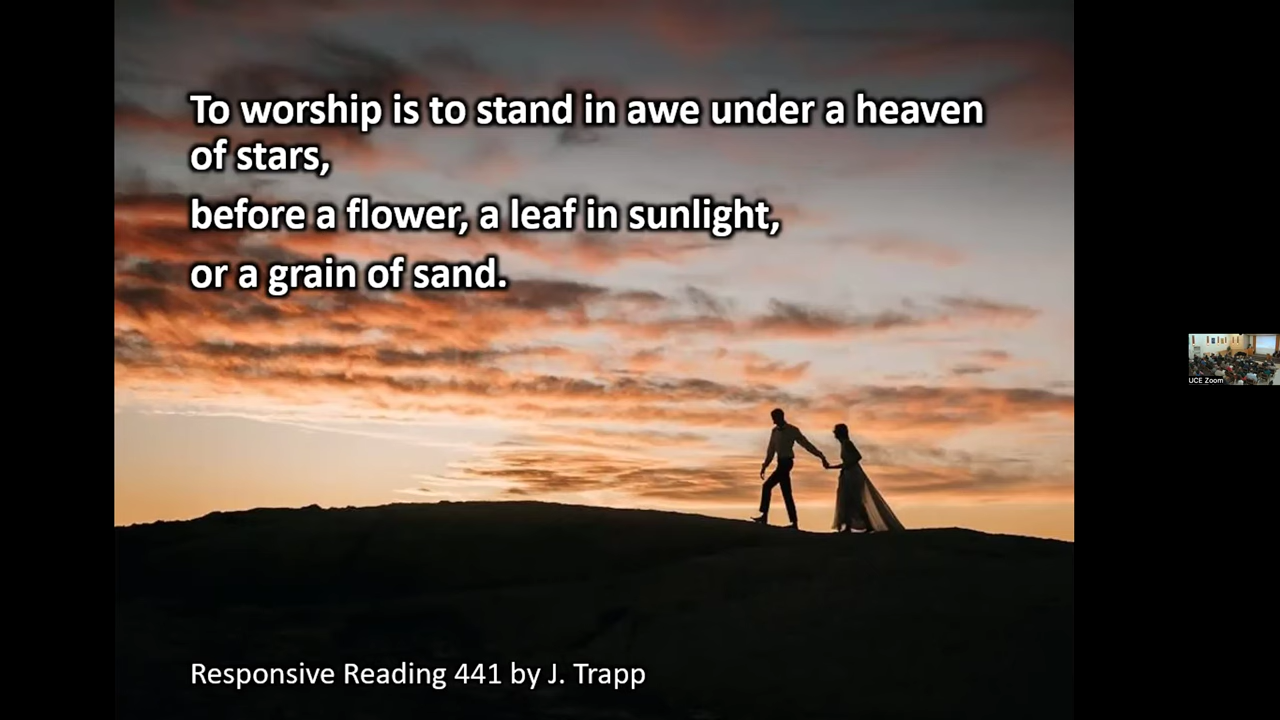 To worship is to stand in awe under a heaven
of stars,
before a flower, a leaf in sunlight,
or a grain of sand.
UCE Zoom
Responsive Reading 441 by J. Trapp